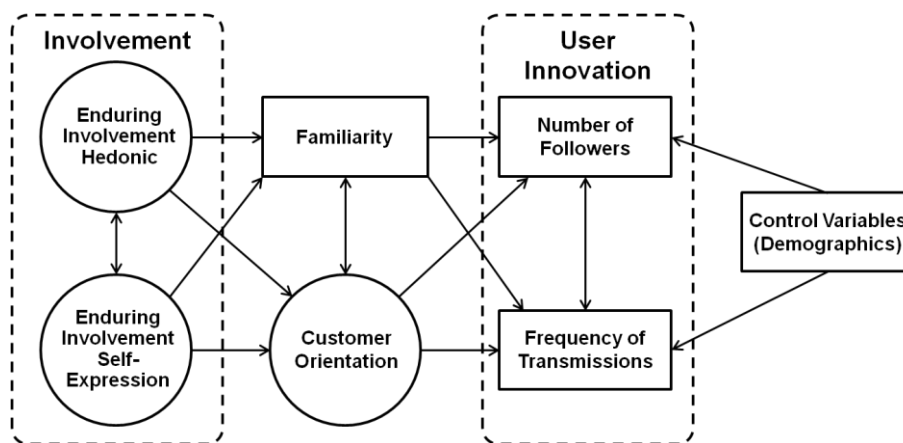 Involvement
User
Innovation
Enduring
Involvement
Hedonic
Familiarity
Number of
Followers
Control Variables
(Demographics)
Enduring
Involvement
Self-
Expression
Customer
Orientation
Frequency of
Transmissions